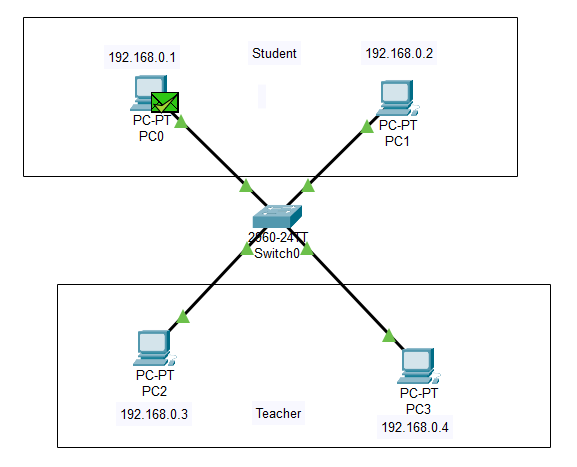 192.168.0.1
Student
192.168.0.2
PC-PT
PC0
PC-PT
PC1
2960-24TT
Switch0
PC-PT
PC2
192.168.0.3
Teacher
PC-PT
PC3
192.168.0.4